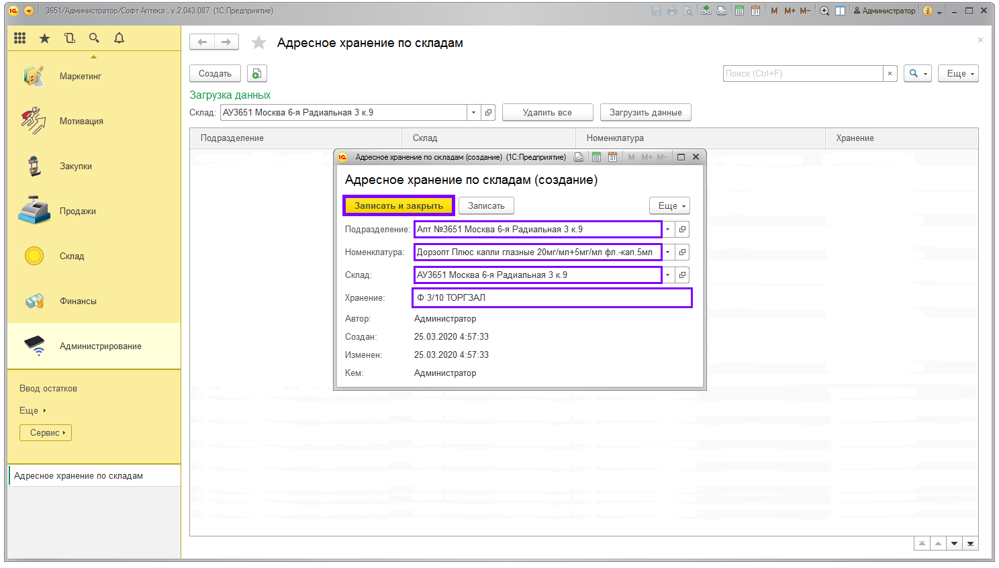 3651/Администратор/Софт-Аптека:, v.2.043.087 (1С:Предприятие)
31 M M+ M− Администратор
Адресное хранение по складам
Создать
Поиск (Ctrl+F) × Еще
Загрузка данных
Склад: АУ3651 Москва 6-я Радиальная 3 к.9 Удалить все Загрузить данные
Подразделение Склад Номенклатура Хранение
Маркетинг
Мотивация
Закупки
Продажи
Склад
Финансы
Администрирование
Ввод остатков
Еще
Сервис
Адресное хранение по складам
Адресное хранение по складам (создание) (1С:Предприятие) 31 M M+ M−
Адресное хранение по складам (создание)
Записать и закрыть Записать Еще
Подразделение: Апт №3651 Москва 6-я Радиальная 3 к.9
Номенклатура: Дорзопт Плюс капли глазные 20мг/мл+5мг/мл фл.-кап.5мл
Склад: АУ3651 Москва 6-я Радиальная 3 к.9
Хранение: Ф 3/10 ТОРГЗАЛ
Автор: Администратор
Создан: 25.03.2020 4:57:33
Изменен: 25.03.2020 4:57:33
Кем: Администратор